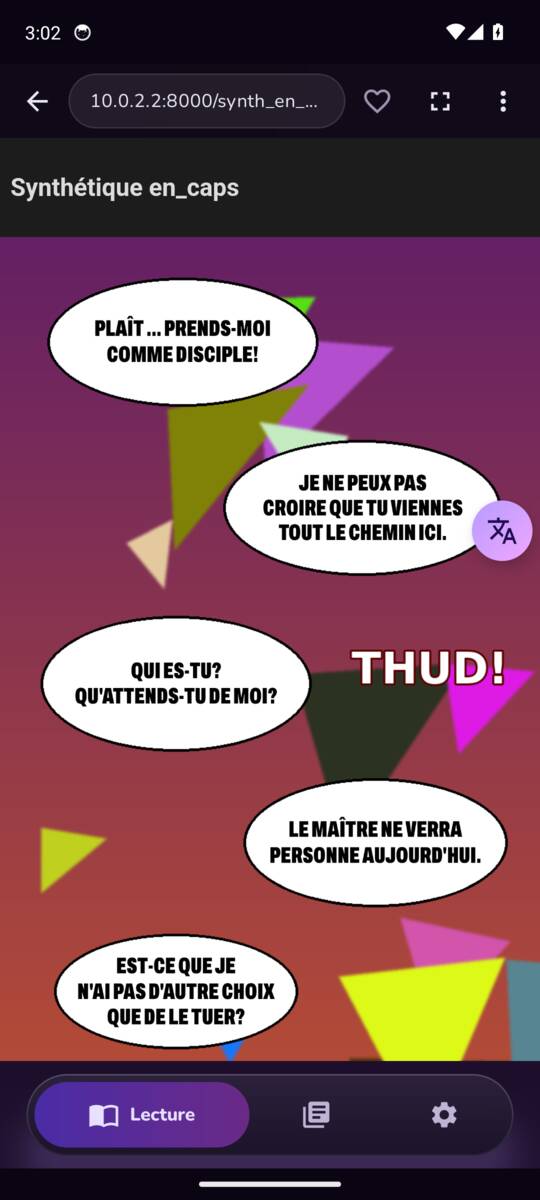 3:02
10.0.2.2:8000/synth_en_...
Synthétique en_caps
PLAÎT ... PRENDS-MOI
COMME DISCIPLE!
JE NE PEUX PAS
CROIRE QUE TU VIENNES
TOUT LE CHEMIN ICI.
QUI ES-TU?
QU'ATTENDS-TU DE MOI?
THUD!
LE MAÎTRE NE VERRA
PERSONNE AUJOURD'HUI.
EST-CE QUE JE
N'AI PAS D'AUTRE CHOIX
QUE DE LE TUER?
Lecture